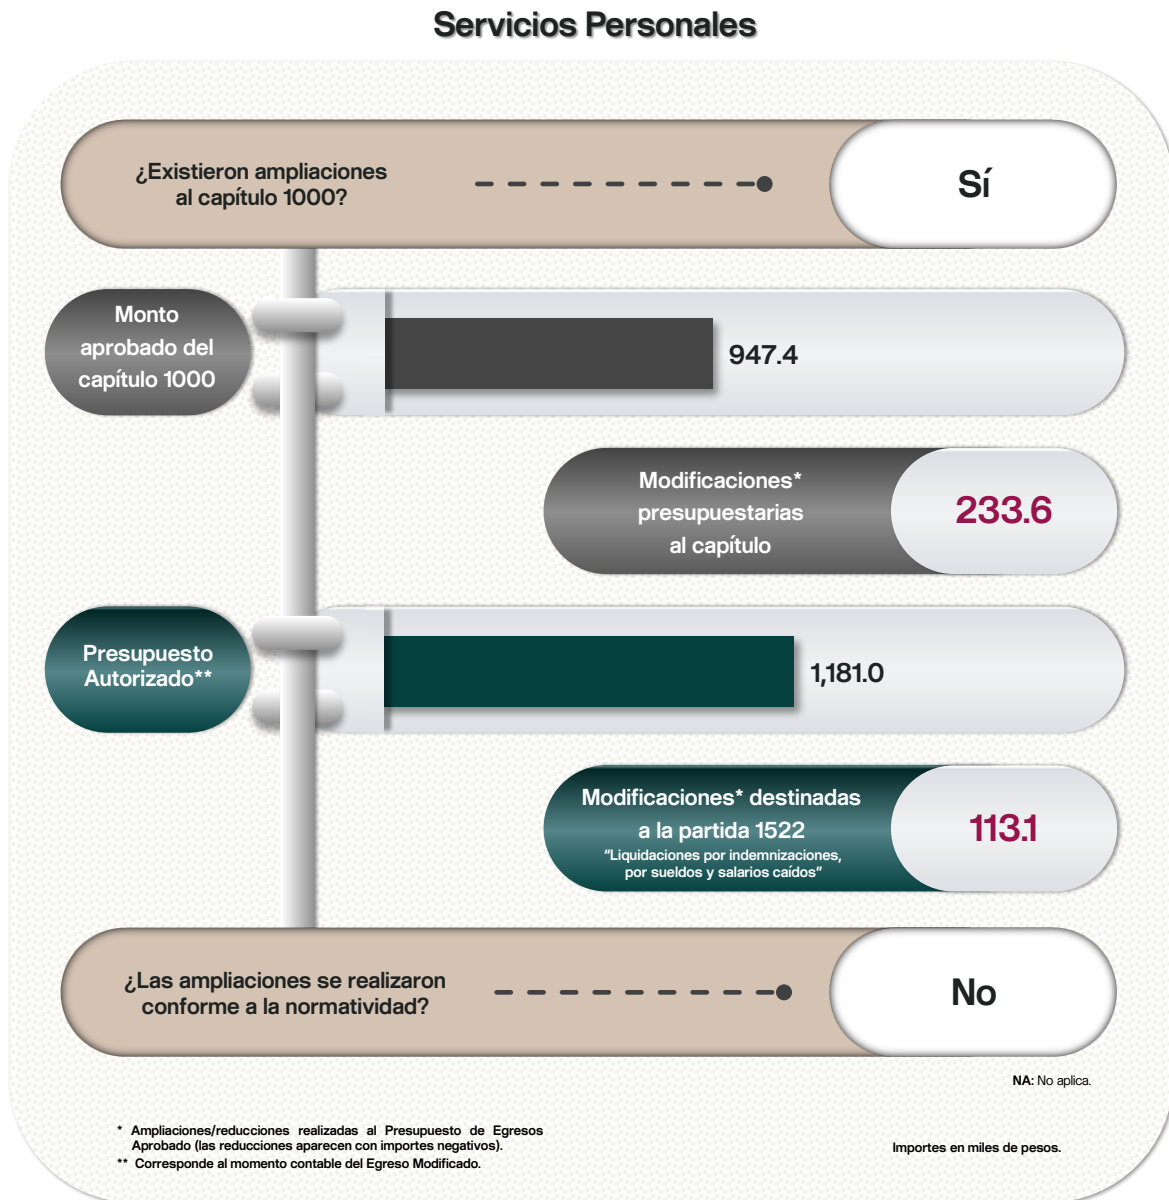 Servicios Personales
¿Existieron ampliaciones
al capítulo 1000?
Sí
Monto
aprobado del
capítulo 1000
947.4
Modificaciones*
presupuestarias
al capítulo
233.6
Presupuesto
Autorizado**
1,181.0
Modificaciones* destinadas
a la partida 1522
"Liquidaciones por indemnizaciones,
por sueldos y salarios caídos"
113.1
¿Las ampliaciones se realizaron
conforme a la normatividad?
No
NA: No aplica.
* Ampliaciones/reducciones realizadas al Presupuesto de Egresos
Aprobado (las reducciones aparecen con importes negativos).
** Corresponde al momento contable del Egreso Modificado.
Importes en miles de pesos.